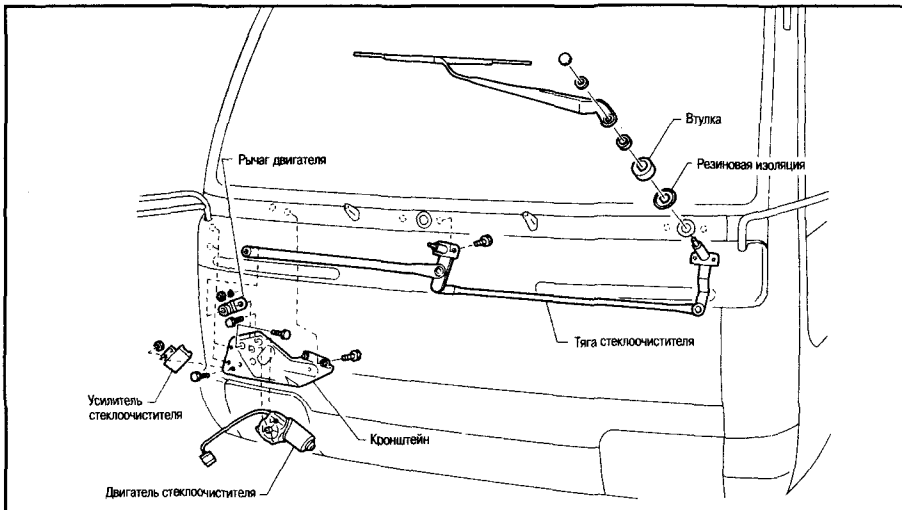 Втулка
Рычаг двигателя
Резиновая изоляция
Тяга стеклоочистителя
Усилитель
стеклоочистителя
Кронштейн
Двигатель стеклоочистителя